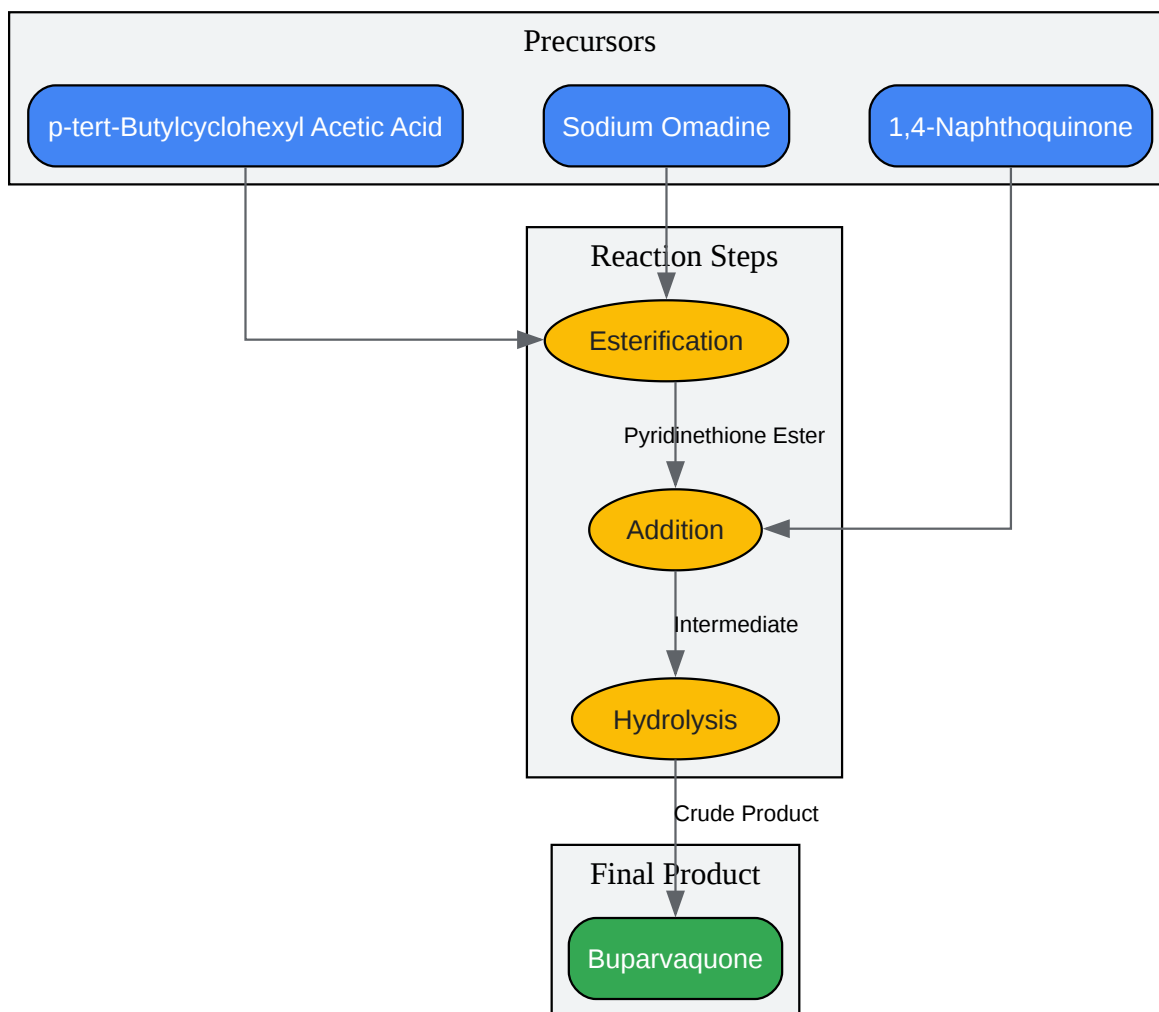 Precursors
p-tert-Butylcyclohexyl Acetic Acid
Sodium Omadine
1,4-Naphthoquinone
Reaction Steps
Esterification
Pyridinethione Ester
Addition
Intermediate
Hydrolysis
Crude Product
Final Product
Buparvaquone